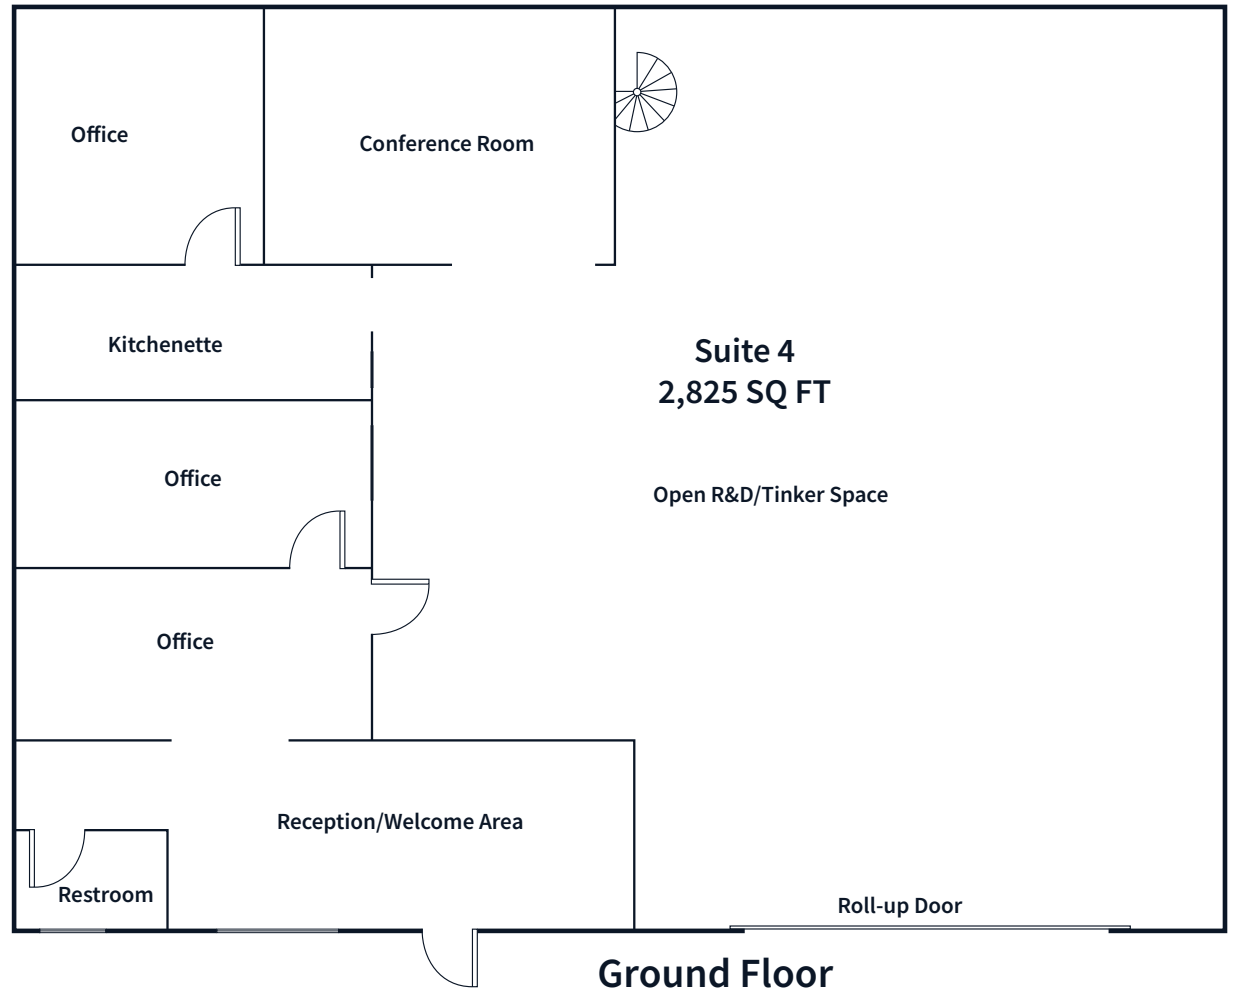 Office
Conference Room
Kitchenette
Suite 4
2,825 SQ FT
Office
Open R&D/Tinker Space
Office
Reception/Welcome Area
Restroom
Roll-up Door
Ground Floor